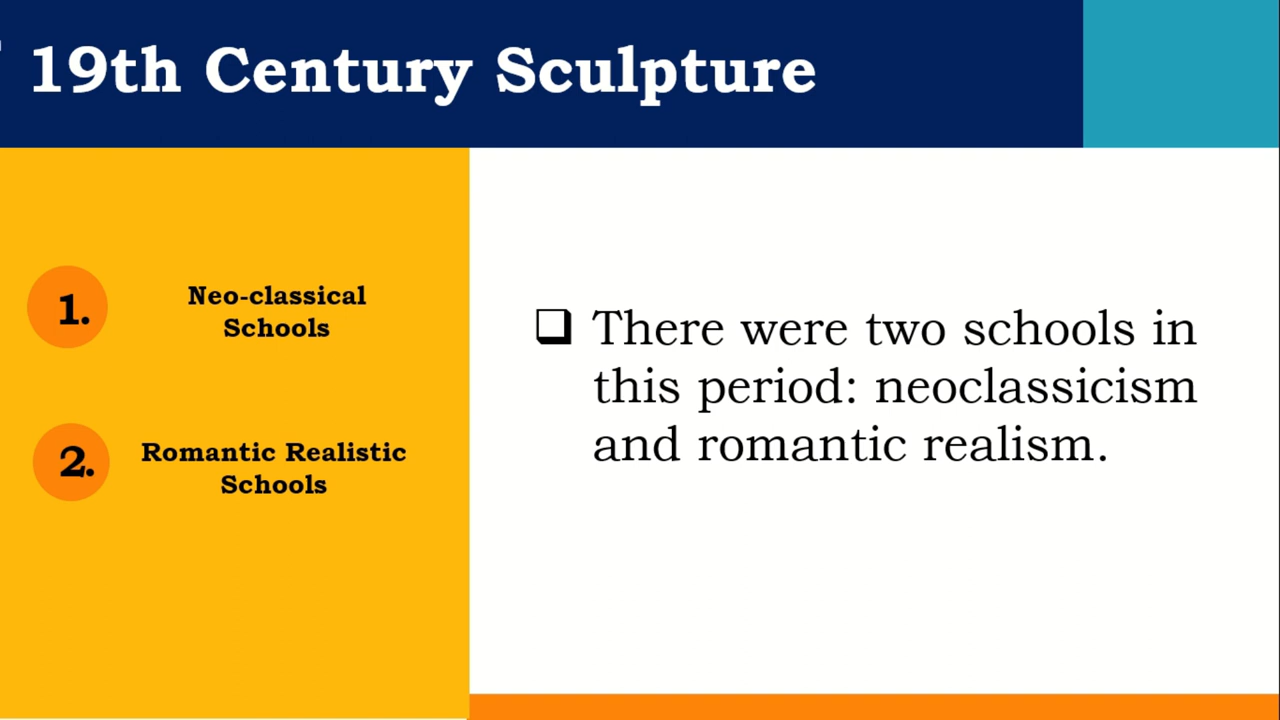 19th Century Sculpture
1.
Neo-classical
Schools
2.
Romantic Realistic
Schools
There were two schools in
this period: neoclassicism
and romantic realism.